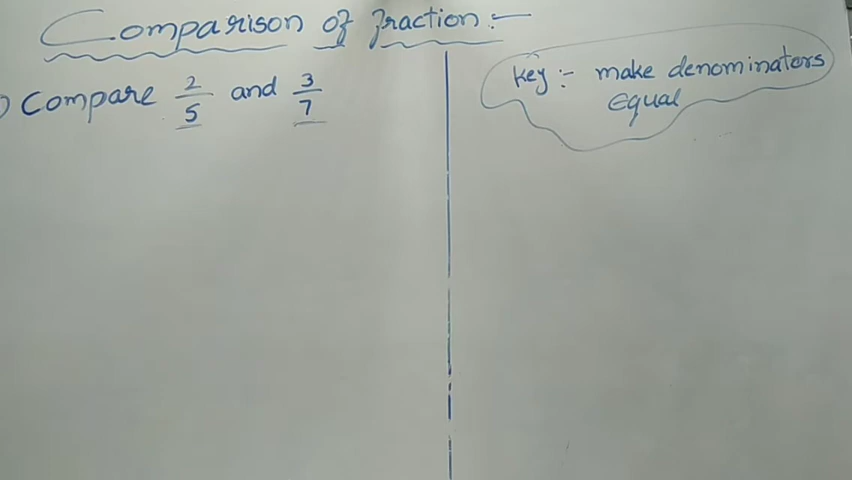 Comparison of fraction :-
) Compare 2/5 and 3/7
Key :- make denominators
Equal